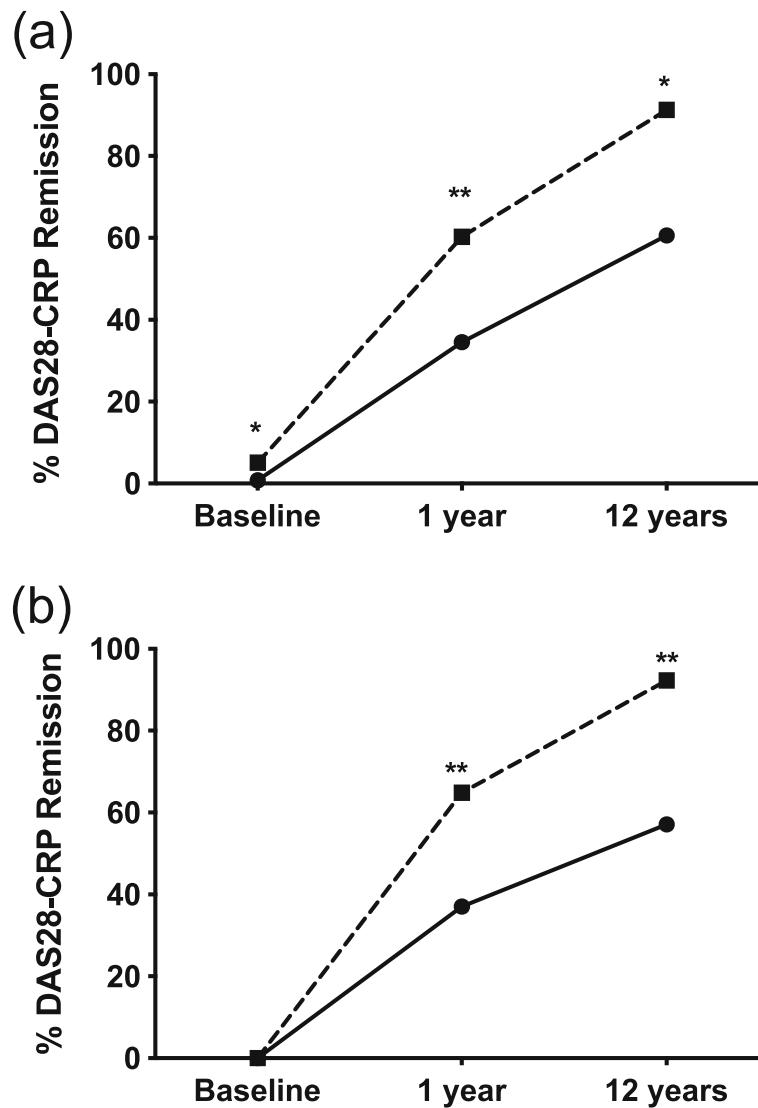 (a)
% DAS28-CRP Remission
100
80
60
40
20
0
*
**
*
Baseline
1 year
12 years
(b)
% DAS28-CRP Remission
100
80
60
40
20
0
**
**
Baseline
1 year
12 years